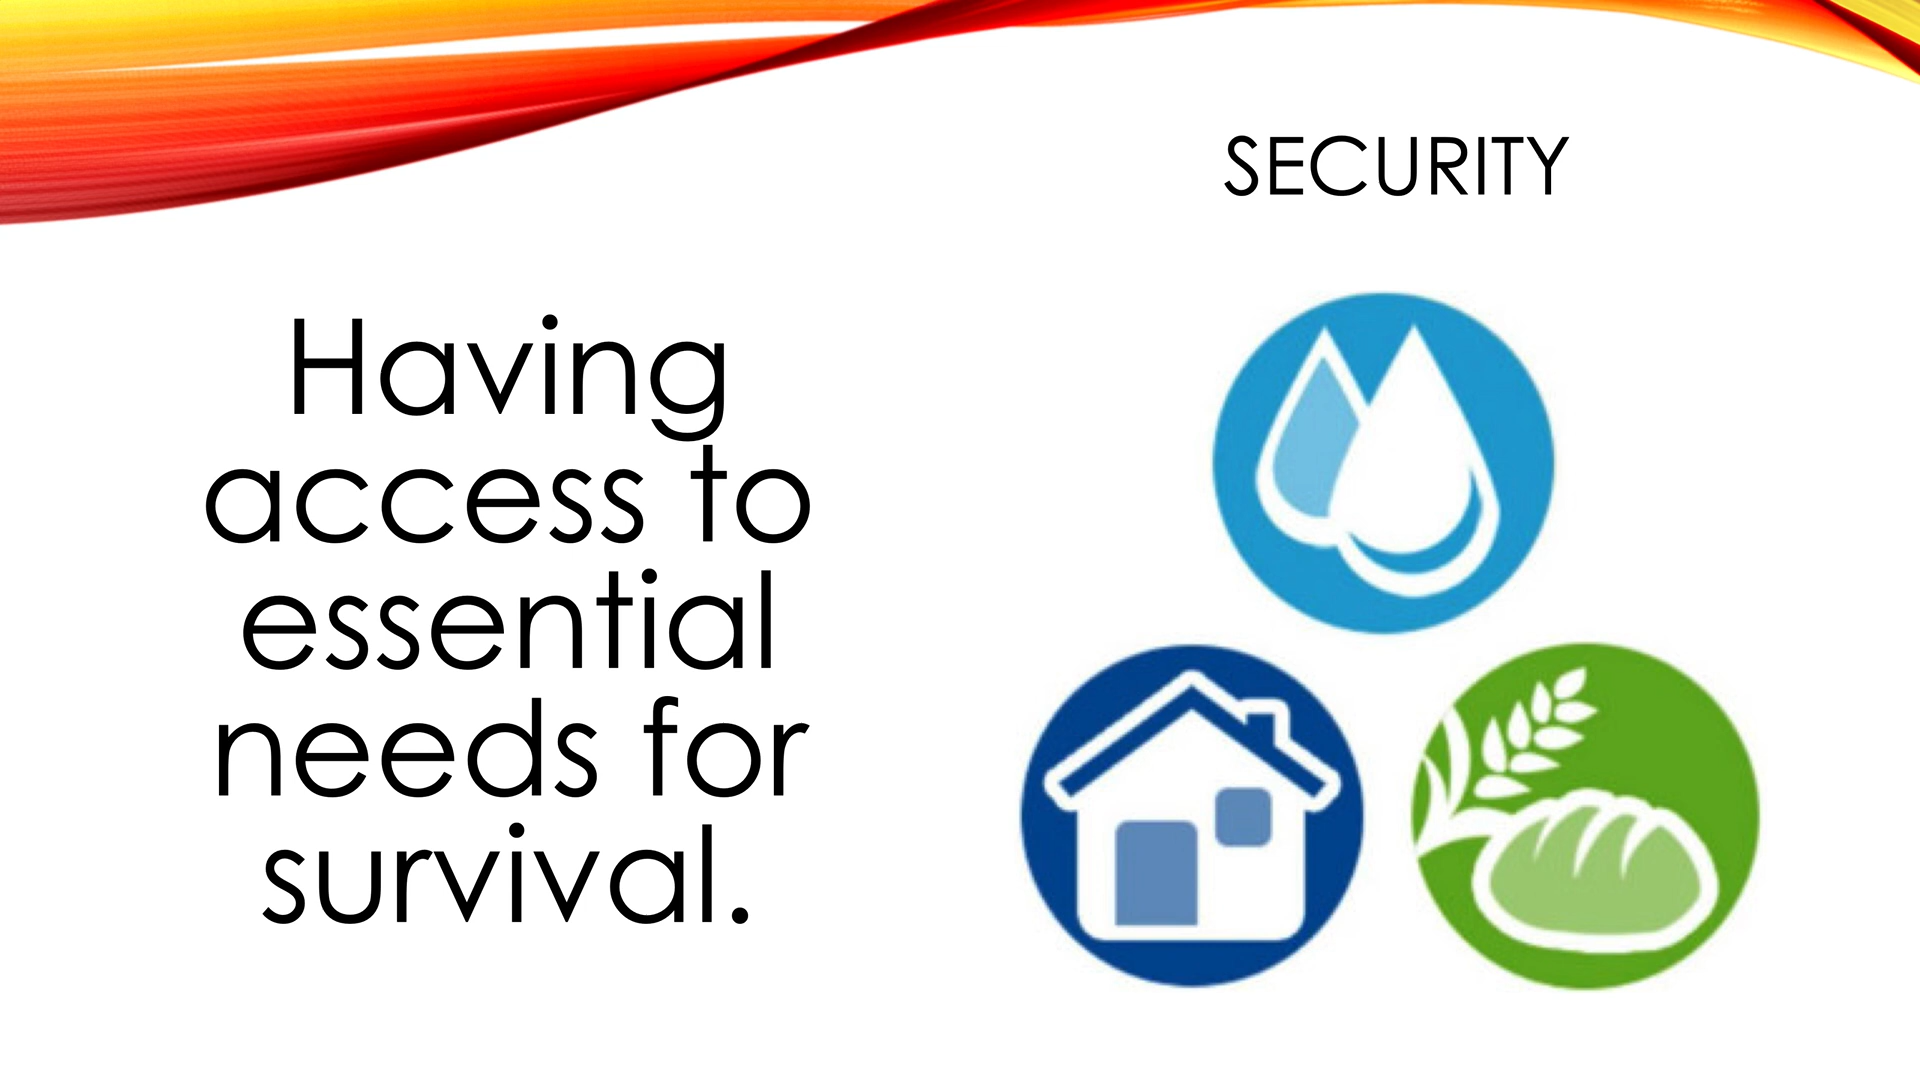 SECURITY
Having
access to
essential
needs for
survival.